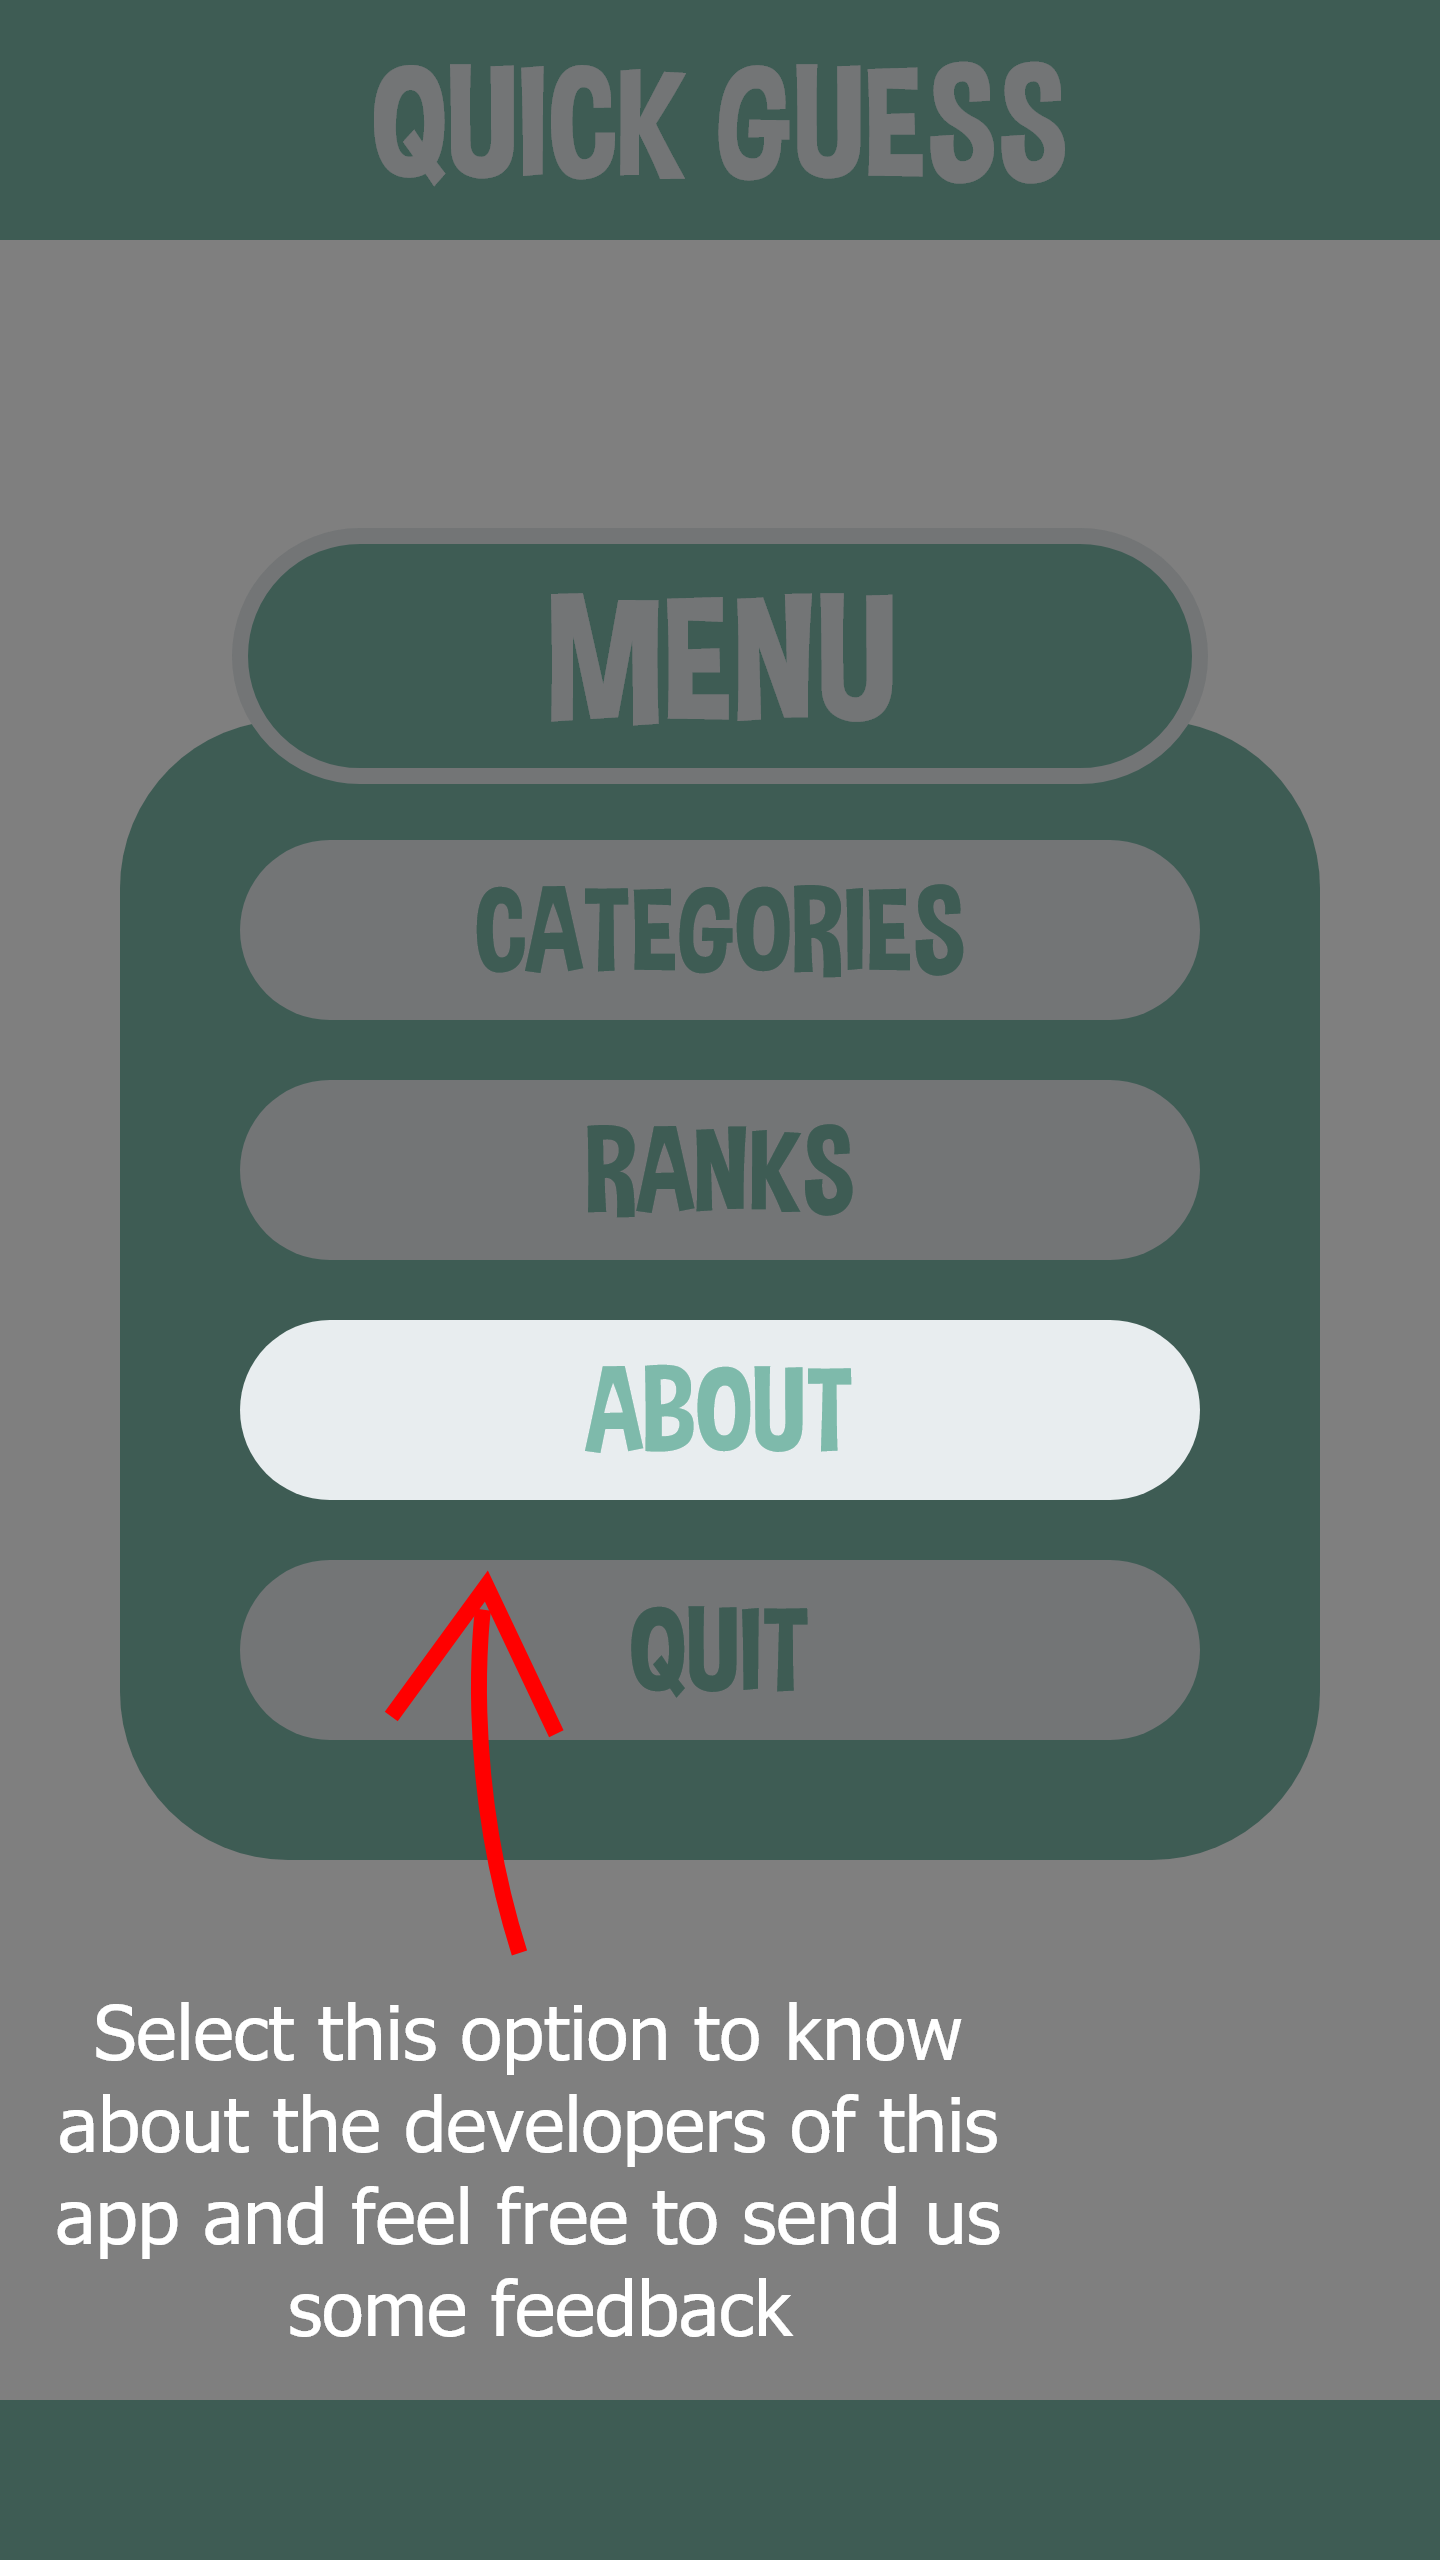 QUICK GUESS
MENU
CATEGORIES
RANKS
ABOUT
QUIT
Select this option to know
about the developers of this
app and feel free to send us
some feedback